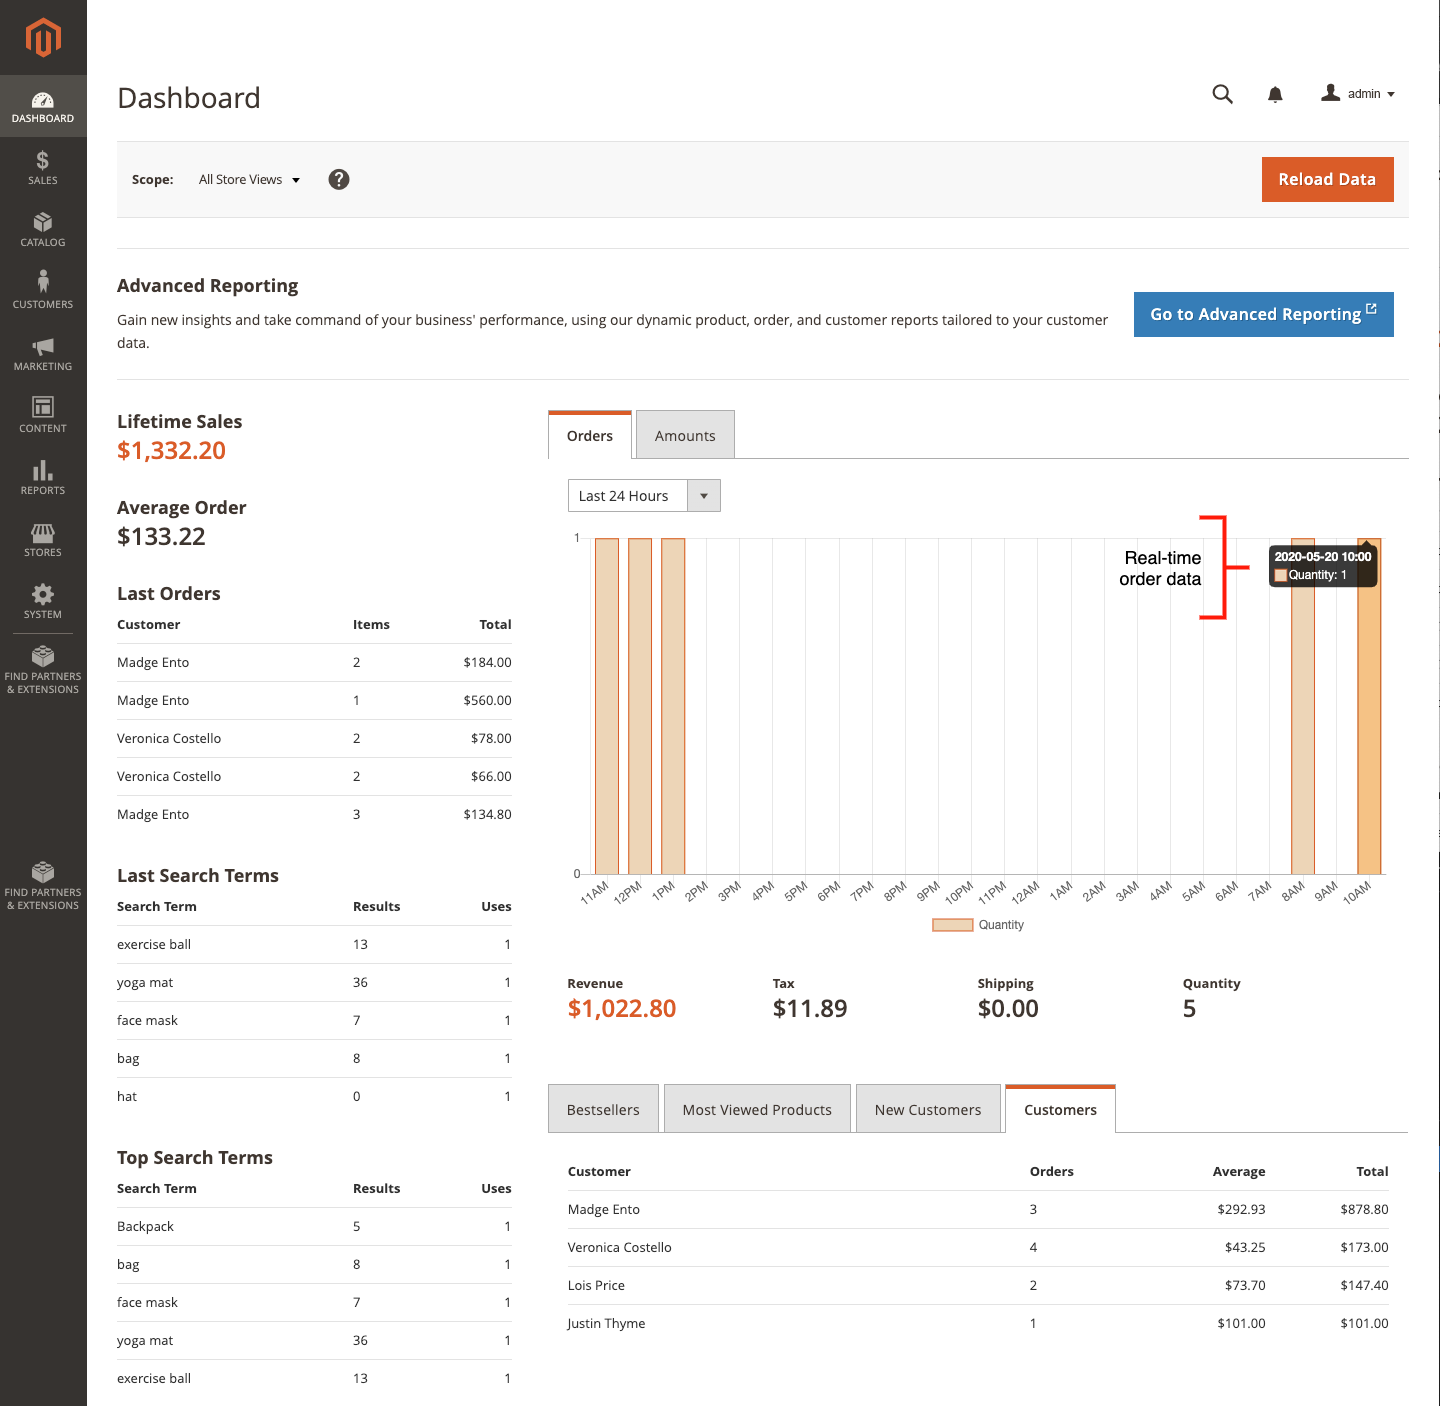 DASHBOARD
SALES
CATALOG
CUSTOMERS
MARKETING
CONTENT
REPORTS
STORES
SYSTEM
FIND PARTNERS
& EXTENSIONS
FIND PARTNERS
& EXTENSIONS
Dashboard
admin
Scope: All Store Views ?
Reload Data
Advanced Reporting
Gain new insights and take command of your business' performance, using our dynamic product, order, and customer reports tailored to your customer
data.
Go to Advanced Reporting
Lifetime Sales
$1,332.20
Average Order
$133.22
Last Orders
Customer Items Total
Madge Ento 2 $184.00
Madge Ento 1 $560.00
Veronica Costello 2 $78.00
Veronica Costello 2 $66.00
Madge Ento 3 $134.80
Last Search Terms
Search Term Results Uses
exercise ball 13 1
yoga mat 36 1
face mask 7 1
bag 8 1
hat 0 1
Top Search Terms
Search Term Results Uses
Backpack 5 1
bag 8 1
face mask 7 1
yoga mat 36 1
exercise ball 13 1
Orders Amounts
Last 24 Hours
1
Real-time
order data
2020-05-20 10:00
Quantity: 1
0
11AM 12PM 1PM 2PM 3PM 4PM 5PM 6PM 7PM 8PM 9PM 10PM 11PM 12AM 1AM 2AM 3AM 4AM 5AM 6AM 7AM 8AM 9AM 10AM
Quantity
Revenue Tax Shipping Quantity
$1,022.80 $11.89 $0.00 5
Bestsellers Most Viewed Products New Customers Customers
Customer Orders Average Total
Madge Ento 3 $292.93 $878.80
Veronica Costello 4 $43.25 $173.00
Lois Price 2 $73.70 $147.40
Justin Thyme 1 $101.00 $101.00